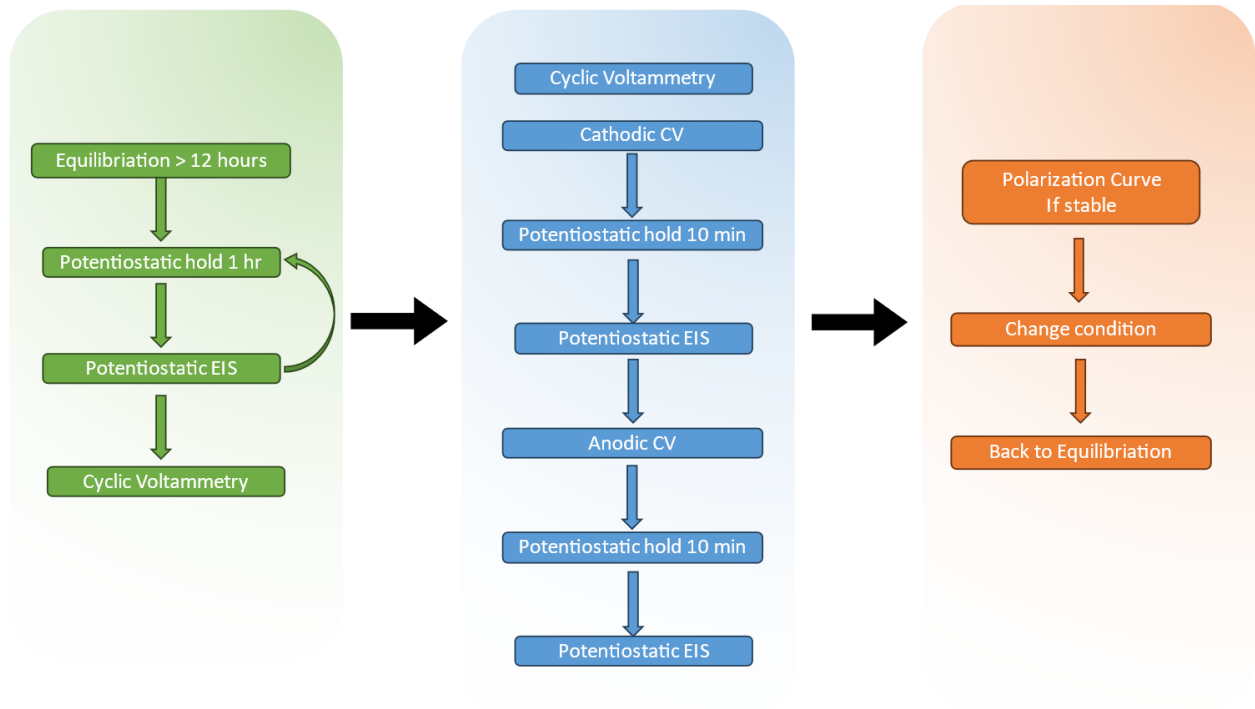 Equilibriation > 12 hours
Potentiostatic hold 1 hr
Potentiostatic EIS
Cyclic Voltammetry
Cyclic Voltammetry
Cathodic CV
Potentiostatic hold 10 min
Potentiostatic EIS
Anodic CV
Potentiostatic hold 10 min
Potentiostatic EIS
Polarization Curve
If stable
Change condition
Back to Equilibriation